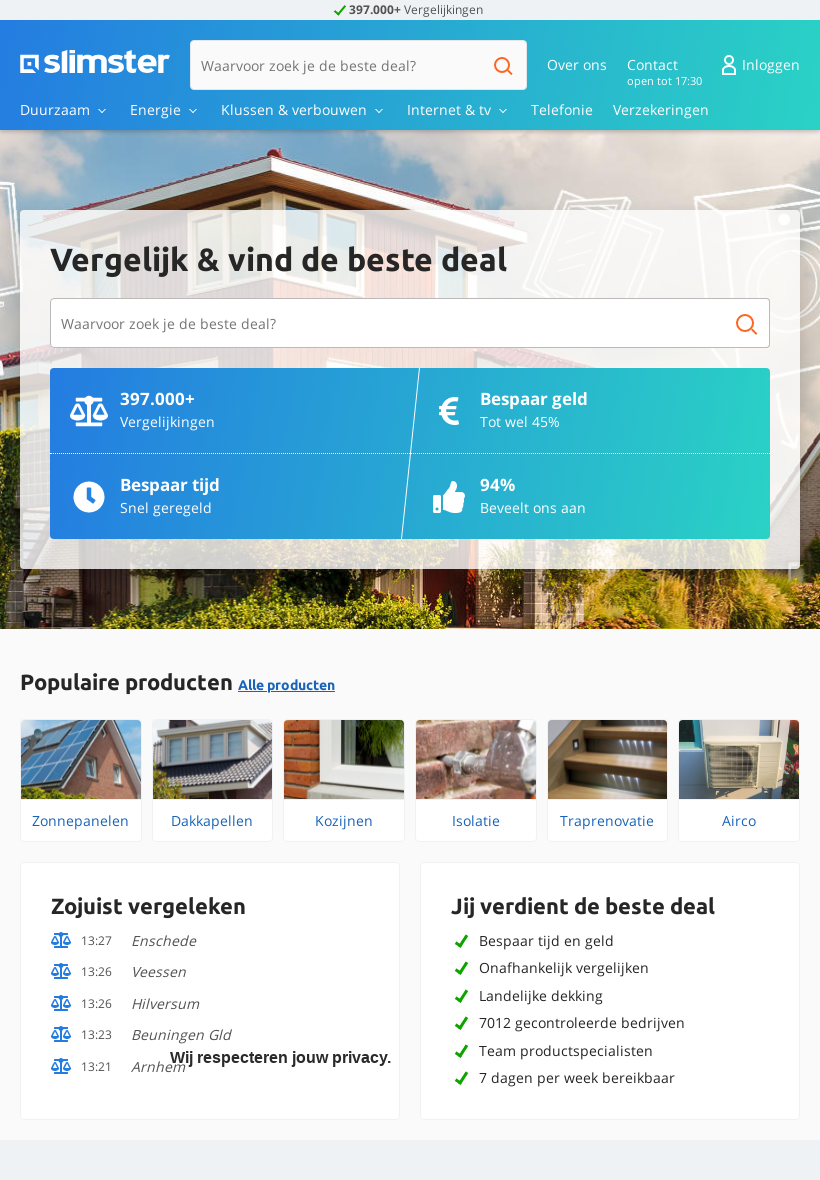 397.000+ Vergelijkingen
slimster
Waarvoor zoek je de beste deal?
Over ons
Contact
open tot 17:30
Inloggen
Duurzaam
Energie
Klussen & verbouwen
Internet & tv
Telefonie
Verzekeringen
Vergelijk & vind de beste deal
Waarvoor zoek je de beste deal?
397.000+
Vergelijkingen
Bespaar geld
Tot wel 45%
Bespaar tijd
Snel geregeld
94%
Beveelt ons aan
Populaire producten Alle producten
Zonnepanelen
Dakkapellen
Kozijnen
Isolatie
Traprenovatie
Airco
Zojuist vergeleken
13:27 Enschede
13:26 Veessen
13:26 Hilversum
13:23 Beuningen Gld
13:21 Arnhem
Wij respecteren jouw privacy.
Jij verdient de beste deal
Bespaar tijd en geld
Onafhankelijk vergelijken
Landelijke dekking
7012 gecontroleerde bedrijven
Team productspecialisten
7 dagen per week bereikbaar